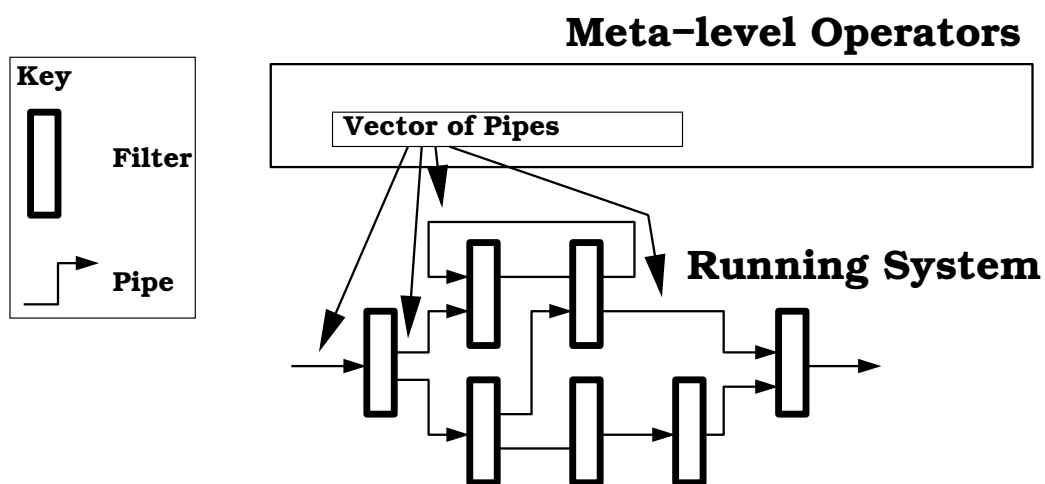 Meta−level Operators
Key
Filter
Pipe
Vector of Pipes
Running System